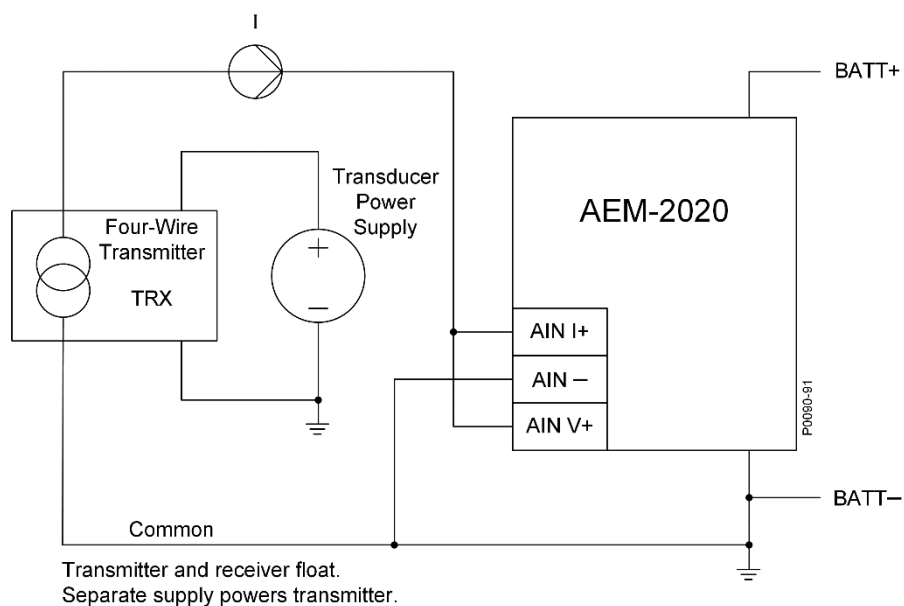 I
BATT+
Transducer
Power
Supply
AEM-2020
Four-Wire
Transmitter
TRX
+
−
AIN I+
AIN −
AIN V+
P0090-91
BATT−
Common
Transmitter and receiver float.
Separate supply powers transmitter.